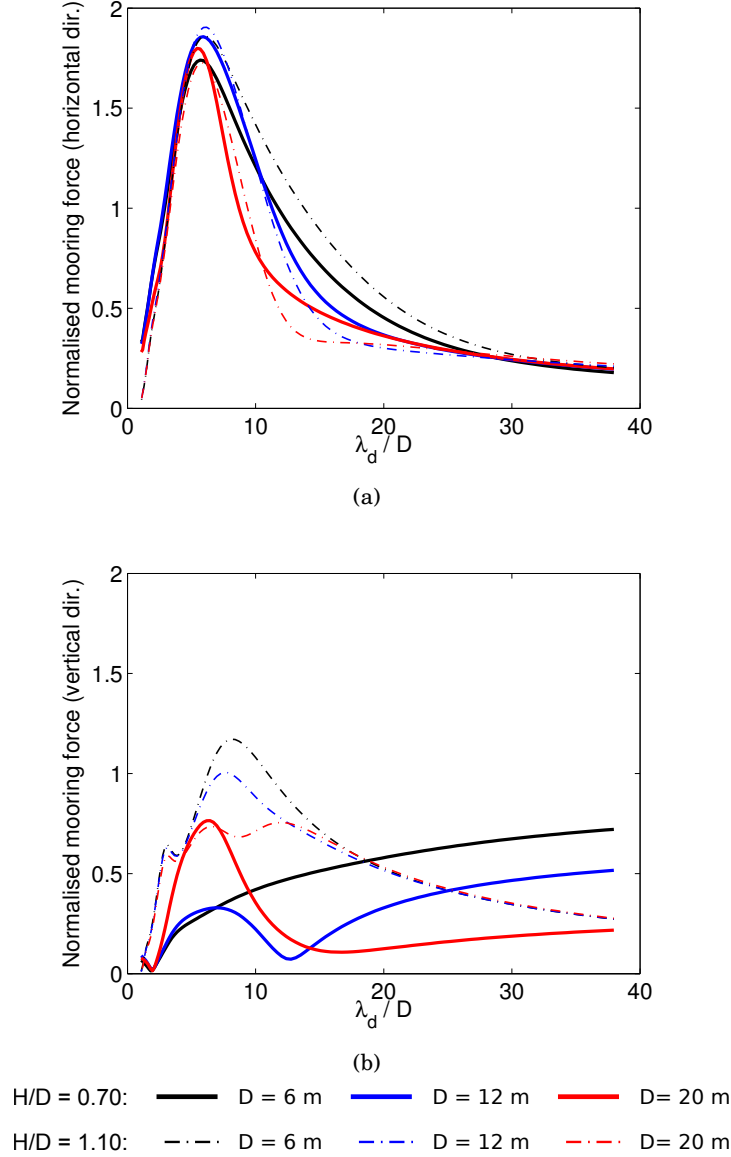 2
1.5
1
0.5
0
Normalised mooring force (horizontal dir.)
0 10 20 30 40
λd / D
(a)
2
1.5
1
0.5
0
Normalised mooring force (vertical dir.)
0 10 20 30 40
λd / D
(b)
H/D = 0.70: D = 6 m D = 12 m D= 20 m
H/D = 1.10: D = 6 m D = 12 m D= 20 m